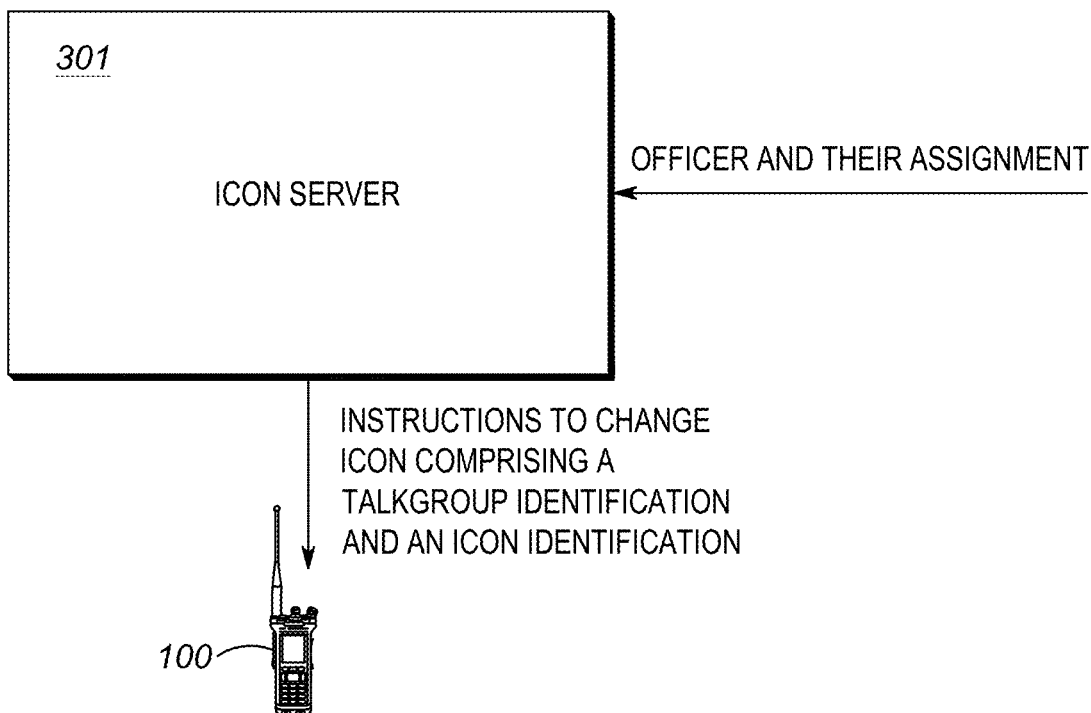 301
OFFICER AND THEIR ASSIGNMENT
ICON SERVER
INSTRUCTIONS TO CHANGE
ICON COMPRISING A
TALKGROUP IDENTIFICATION
AND AN ICON IDENTIFICATION
100